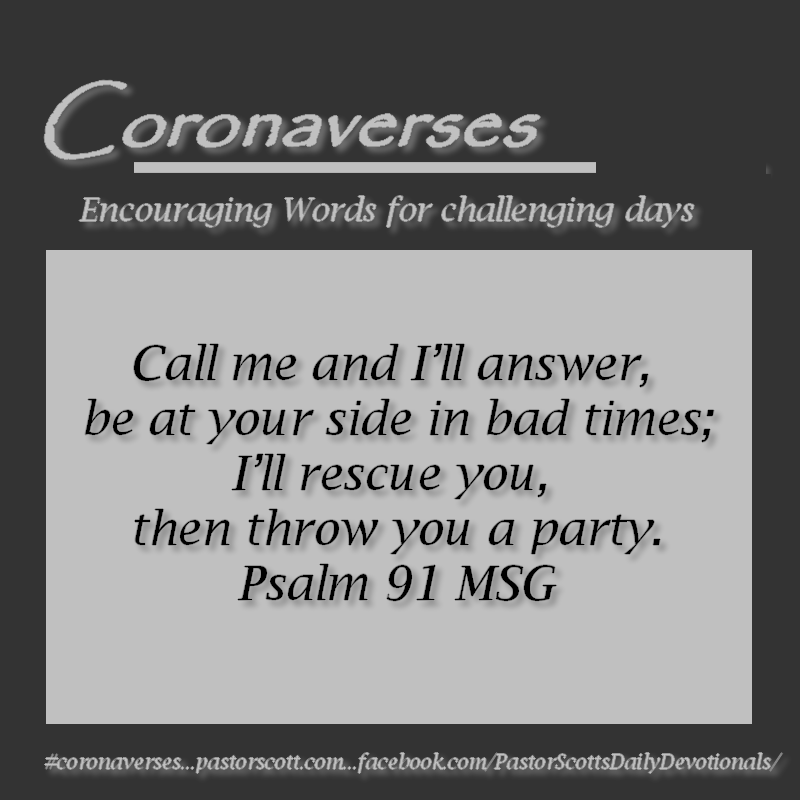 Coronaverses
Encouraging Words for challenging days
Call me and I’ll answer,
be at your side in bad times;
I’ll rescue you,
then throw you a party.
Psalm 91 MSG
#coronaverses...pastorscott.com...facebook.com/PastorScottsDailyDevotionals/